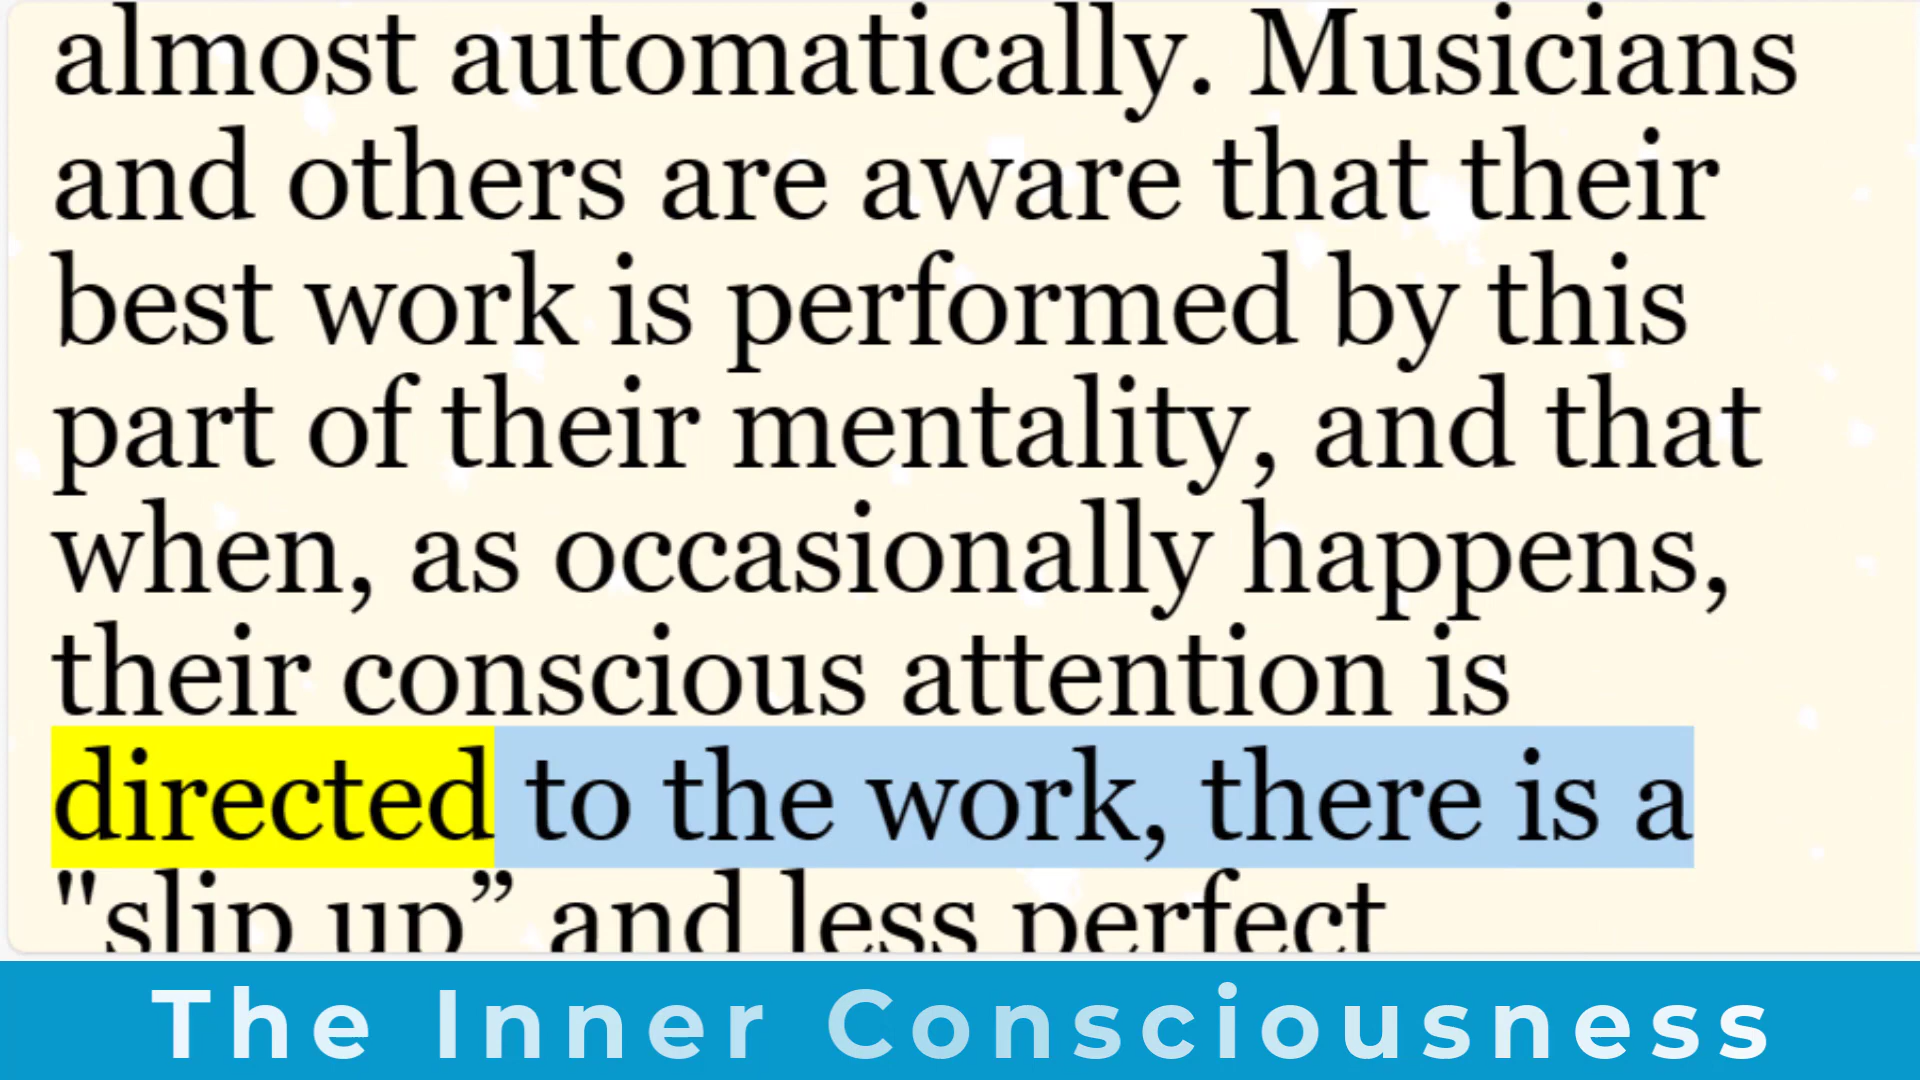 almost automatically. Musicians
and others are aware that their
best work is performed by this
part of their mentality, and that
when, as occasionally happens,
their conscious attention is
directed to the work, there is a
"slip up” and less perfect
The Inner Consciousness